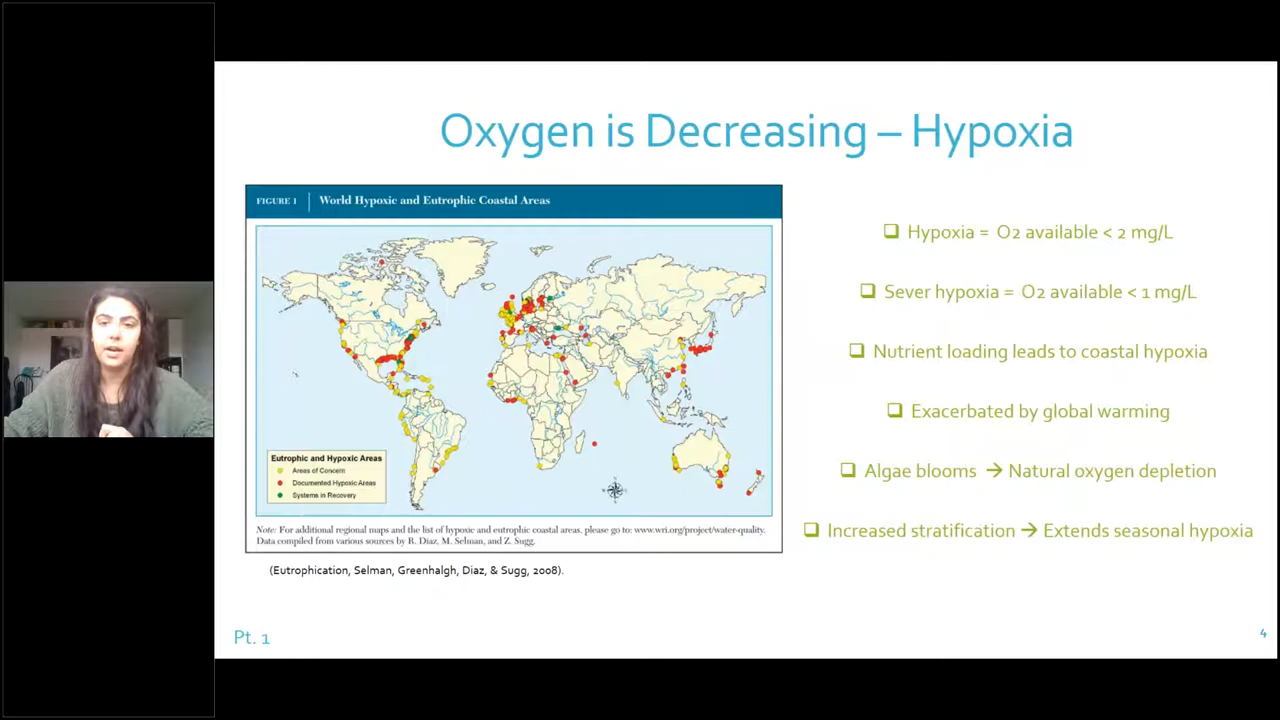 Oxygen is Decreasing – Hypoxia
FIGURE 1 World Hypoxic and Eutrophic Coastal Areas
Eutrophic and Hypoxic Areas
Areas of Concern
Documented Hypoxic Areas
Systems in Recovery
Note: For additional regional maps and the list of hypoxic and eutrophic coastal areas, please go to: www.wri.org/project/water-quality.
Data compiled from various sources by R. Diaz, M. Selman, and Z. Sugg.
(Eutrophication, Selman, Greenhalgh, Diaz, & Sugg, 2008).
❑ Hypoxia = O2 available < 2 mg/L
❑ Sever hypoxia = O2 available < 1 mg/L
❑ Nutrient loading leads to coastal hypoxia
❑ Exacerbated by global warming
❑ Algae blooms → Natural oxygen depletion
❑ Increased stratification → Extends seasonal hypoxia
Pt. 1
4